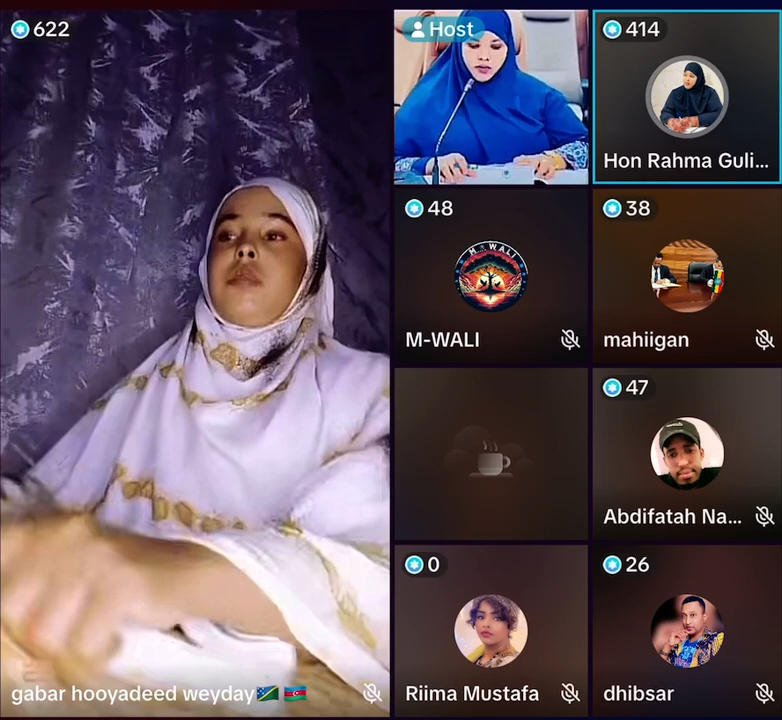 622
gabar hooyadeed weyday🇸🇧 🇦🇿
Host
414
Hon Rahma Guli...
48
M-WALI
M-WALI
38
mahiigan
47
Abdifatah Na...
0
Riima Mustafa
26
dhibsar